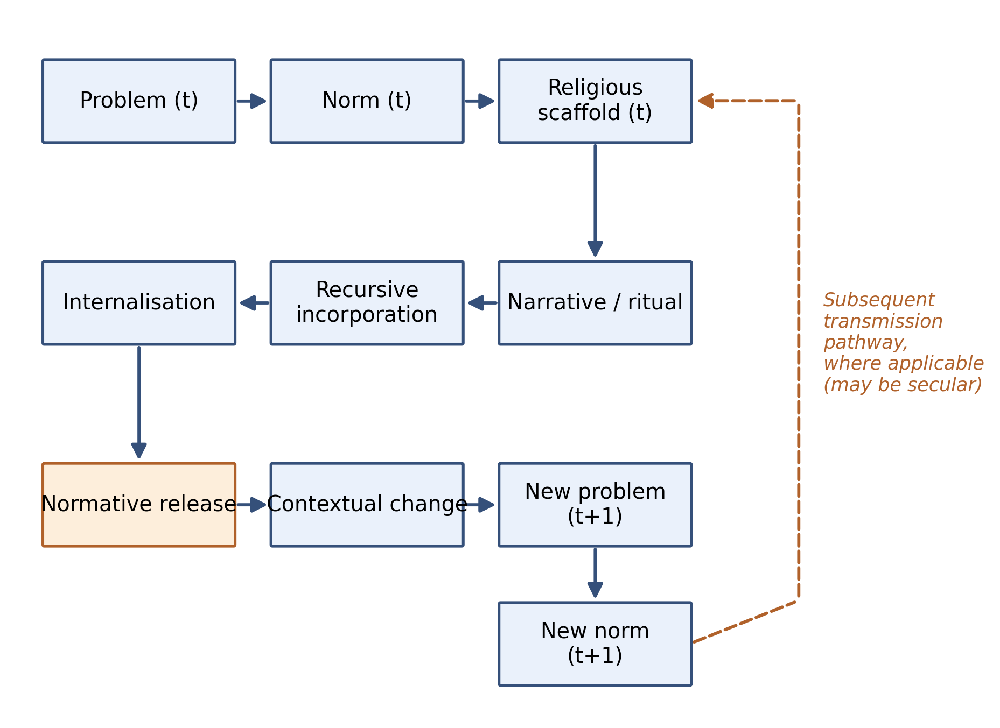 Problem (t)
Norm (t)
Religious
scaffold (t)
Internalisation
Recursive
incorporation
Narrative / ritual
Subsequent
transmission
pathway,
where applicable
(may be secular)
Normative release
Contextual change
New problem
(t+1)
New norm
(t+1)